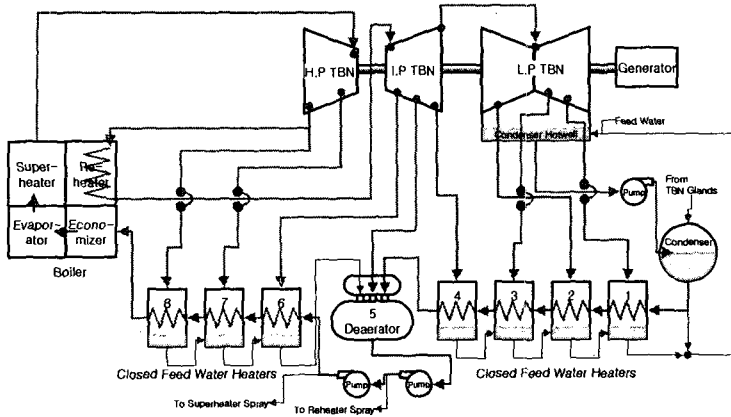 H.P TBN
I.P TBN
L.P TBN
Generator
Condenser Hotwell
Feed Water
Super-
heater
Re-
heater
Evapor-
ator
Econo-
mizer
Boiler
Pump
From
TBN Glands
Condenser
8
7
6
5
Deaerator
4
3
2
1
Closed Feed Water Heaters
Closed Feed Water Heaters
Pump
Pump
To Superheater Spray
To Reheater Spray